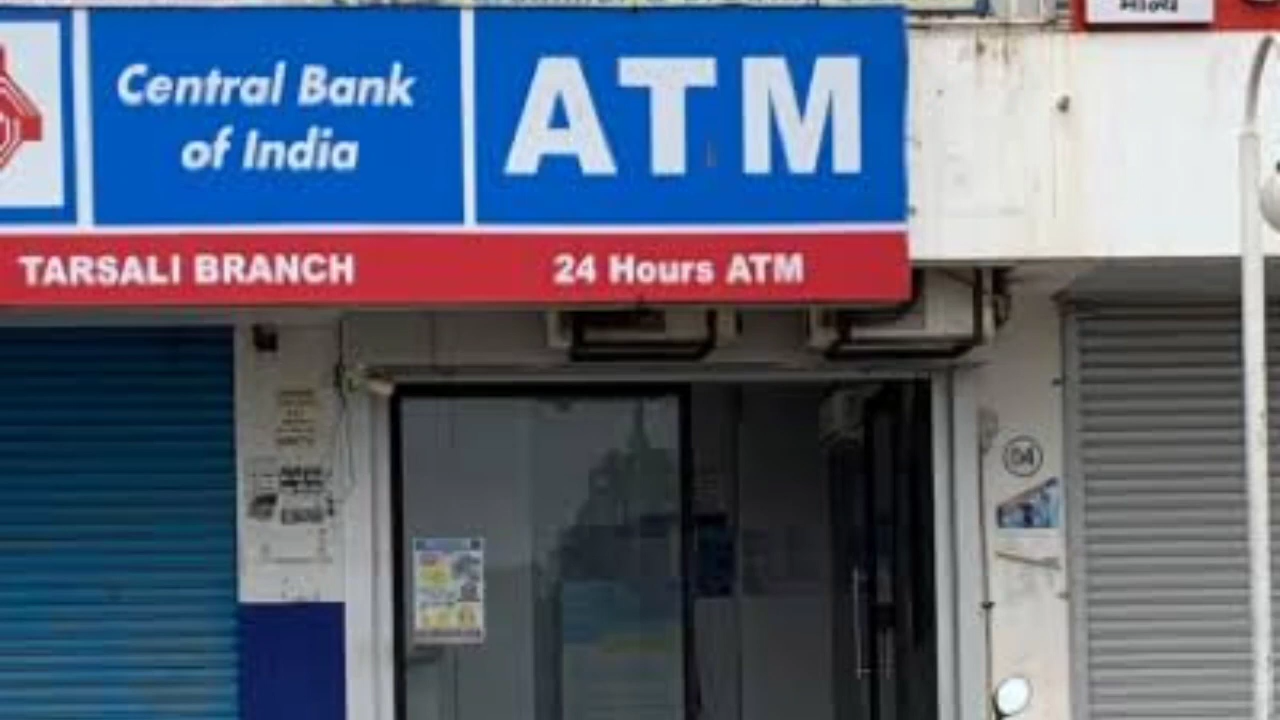 Central Bank
of India
ATM
TARSALI BRANCH
24 Hours ATM
04